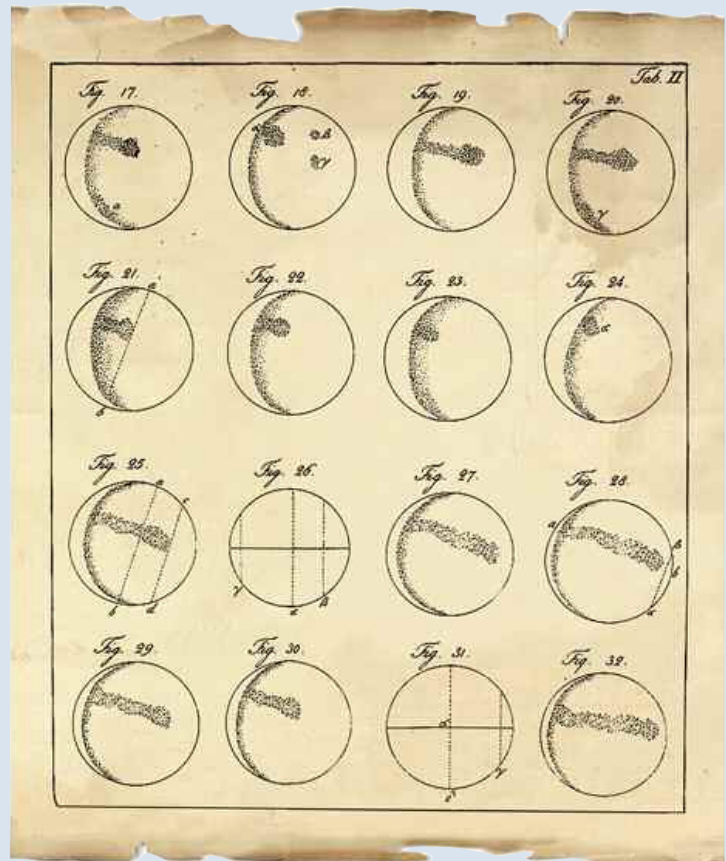 Tab. II
Fig. 17. Fig. 18. Fig. 19. Fig. 20.
a
a β
γ
γ
Fig. 21. Fig. 22. Fig. 23. Fig. 24.
a
α
b
Fig. 25. Fig. 26. Fig. 27. Fig. 28.
a c
a
β
b
b d
γ ε β
α
Fig. 29. Fig. 30. Fig. 31. Fig. 32.
α
γ
ε